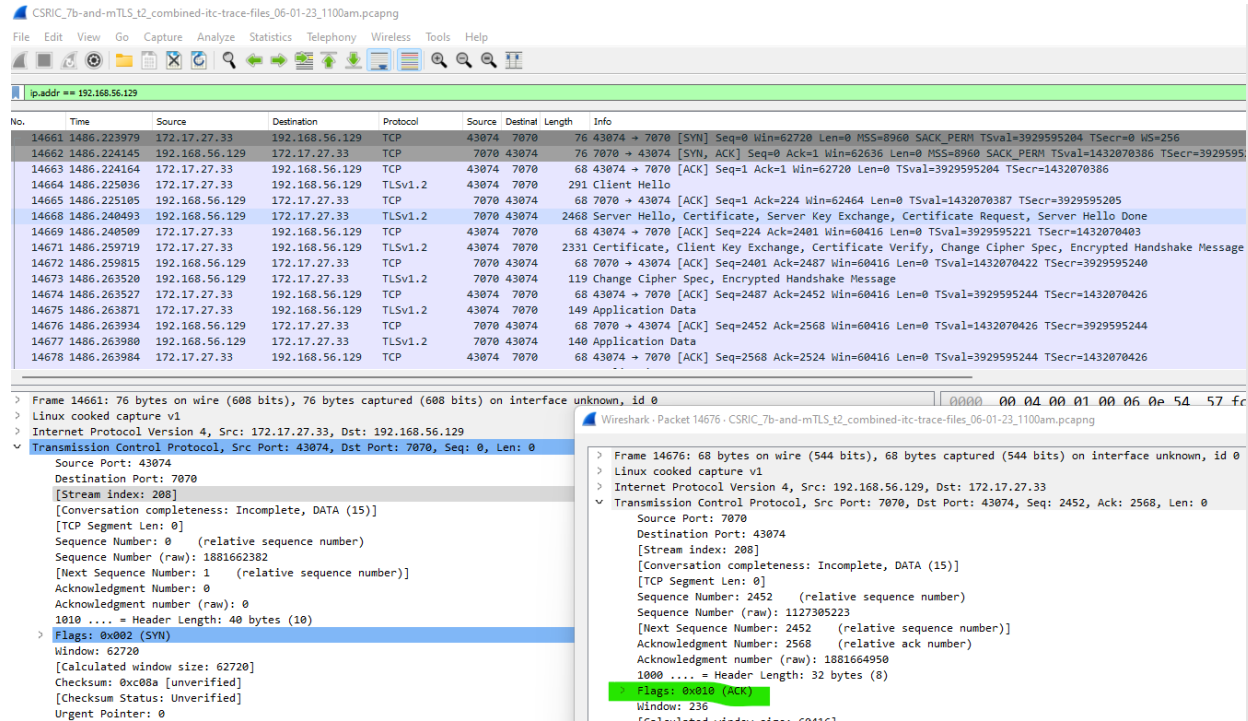 CSRIC_7b-and-mTLS_t2_combined-itc-trace-files_06-01-23_1100am.pcapng
File Edit View Go Capture Analyze Statistics Telephony Wireless Tools Help
ip.addr == 192.168.56.129
No. Time Source Destination Protocol Source Destinat Length Info
14661 1486.223979 172.17.27.33 192.168.56.129 TCP 43074 7070 76 43074 → 7070 [SYN] Seq=0 Win=62720 Len=0 MSS=8960 SACK_PERM TSval=3929595204 TSecr=0 WS=256
14662 1486.224145 192.168.56.129 172.17.27.33 TCP 7070 43074 76 7070 → 43074 [SYN, ACK] Seq=0 Ack=1 Win=62636 Len=0 MSS=8960 SACK_PERM TSval=1432070386 TSecr=3929595
14663 1486.224164 172.17.27.33 192.168.56.129 TCP 43074 7070 68 43074 → 7070 [ACK] Seq=1 Ack=1 Win=62720 Len=0 TSval=3929595204 TSecr=1432070386
14664 1486.225036 172.17.27.33 192.168.56.129 TLSv1.2 43074 7070 291 Client Hello
14665 1486.225105 192.168.56.129 172.17.27.33 TCP 7070 43074 68 7070 → 43074 [ACK] Seq=1 Ack=224 Win=62464 Len=0 TSval=1432070387 TSecr=3929595205
14668 1486.240493 192.168.56.129 172.17.27.33 TLSv1.2 7070 43074 2468 Server Hello, Certificate, Server Key Exchange, Certificate Request, Server Hello Done
14669 1486.240509 172.17.27.33 192.168.56.129 TCP 43074 7070 68 43074 → 7070 [ACK] Seq=224 Ack=2401 Win=60416 Len=0 TSval=3929595221 TSecr=1432070403
14671 1486.259719 172.17.27.33 192.168.56.129 TLSv1.2 43074 7070 2331 Certificate, Client Key Exchange, Certificate Verify, Change Cipher Spec, Encrypted Handshake Message
14672 1486.259815 192.168.56.129 172.17.27.33 TCP 7070 43074 68 7070 → 43074 [ACK] Seq=2401 Ack=2487 Win=60416 Len=0 TSval=1432070422 TSecr=3929595240
14673 1486.263520 192.168.56.129 172.17.27.33 TLSv1.2 7070 43074 119 Change Cipher Spec, Encrypted Handshake Message
14674 1486.263527 172.17.27.33 192.168.56.129 TCP 43074 7070 68 43074 → 7070 [ACK] Seq=2487 Ack=2452 Win=60416 Len=0 TSval=3929595244 TSecr=1432070426
14675 1486.263871 172.17.27.33 192.168.56.129 TLSv1.2 43074 7070 149 Application Data
14676 1486.263934 192.168.56.129 172.17.27.33 TCP 7070 43074 68 7070 → 43074 [ACK] Seq=2452 Ack=2568 Win=60416 Len=0 TSval=1432070426 TSecr=3929595244
14677 1486.263980 192.168.56.129 172.17.27.33 TLSv1.2 7070 43074 140 Application Data
14678 1486.263984 172.17.27.33 192.168.56.129 TCP 43074 7070 68 43074 → 7070 [ACK] Seq=2568 Ack=2524 Win=60416 Len=0 TSval=3929595244 TSecr=1432070426
Frame 14661: 76 bytes on wire (608 bits), 76 bytes captured (608 bits) on interface unknown, id 0
Linux cooked capture v1
Internet Protocol Version 4, Src: 172.17.27.33, Dst: 192.168.56.129
Transmission Control Protocol, Src Port: 43074, Dst Port: 7070, Seq: 0, Len: 0
Source Port: 43074
Destination Port: 7070
[Stream index: 208]
[Conversation completeness: Incomplete, DATA (15)]
[TCP Segment Len: 0]
Sequence Number: 0 (relative sequence number)
Sequence Number (raw): 1881662382
[Next Sequence Number: 1 (relative sequence number)]
Acknowledgment Number: 0
Acknowledgment number (raw): 0
1010 .... = Header Length: 40 bytes (10)
Flags: 0x002 (SYN)
Window: 62720
[Calculated window size: 62720]
Checksum: 0xc08a [unverified]
[Checksum Status: Unverified]
Urgent Pointer: 0
0000 00 04 00 01 00 06 0e 54 57 fc
Wireshark · Packet 14676 · CSRIC_7b-and-mTLS_t2_combined-itc-trace-files_06-01-23_1100am.pcapng
Frame 14676: 68 bytes on wire (544 bits), 68 bytes captured (544 bits) on interface unknown, id 0
Linux cooked capture v1
Internet Protocol Version 4, Src: 192.168.56.129, Dst: 172.17.27.33
Transmission Control Protocol, Src Port: 7070, Dst Port: 43074, Seq: 2452, Ack: 2568, Len: 0
Source Port: 7070
Destination Port: 43074
[Stream index: 208]
[Conversation completeness: Incomplete, DATA (15)]
[TCP Segment Len: 0]
Sequence Number: 2452 (relative sequence number)
Sequence Number (raw): 1127305223
[Next Sequence Number: 2452 (relative sequence number)]
Acknowledgment Number: 2568 (relative ack number)
Acknowledgment number (raw): 1881664950
1000 .... = Header Length: 32 bytes (8)
Flags: 0x010 (ACK)
Window: 236
[Calculated window size: 60416]